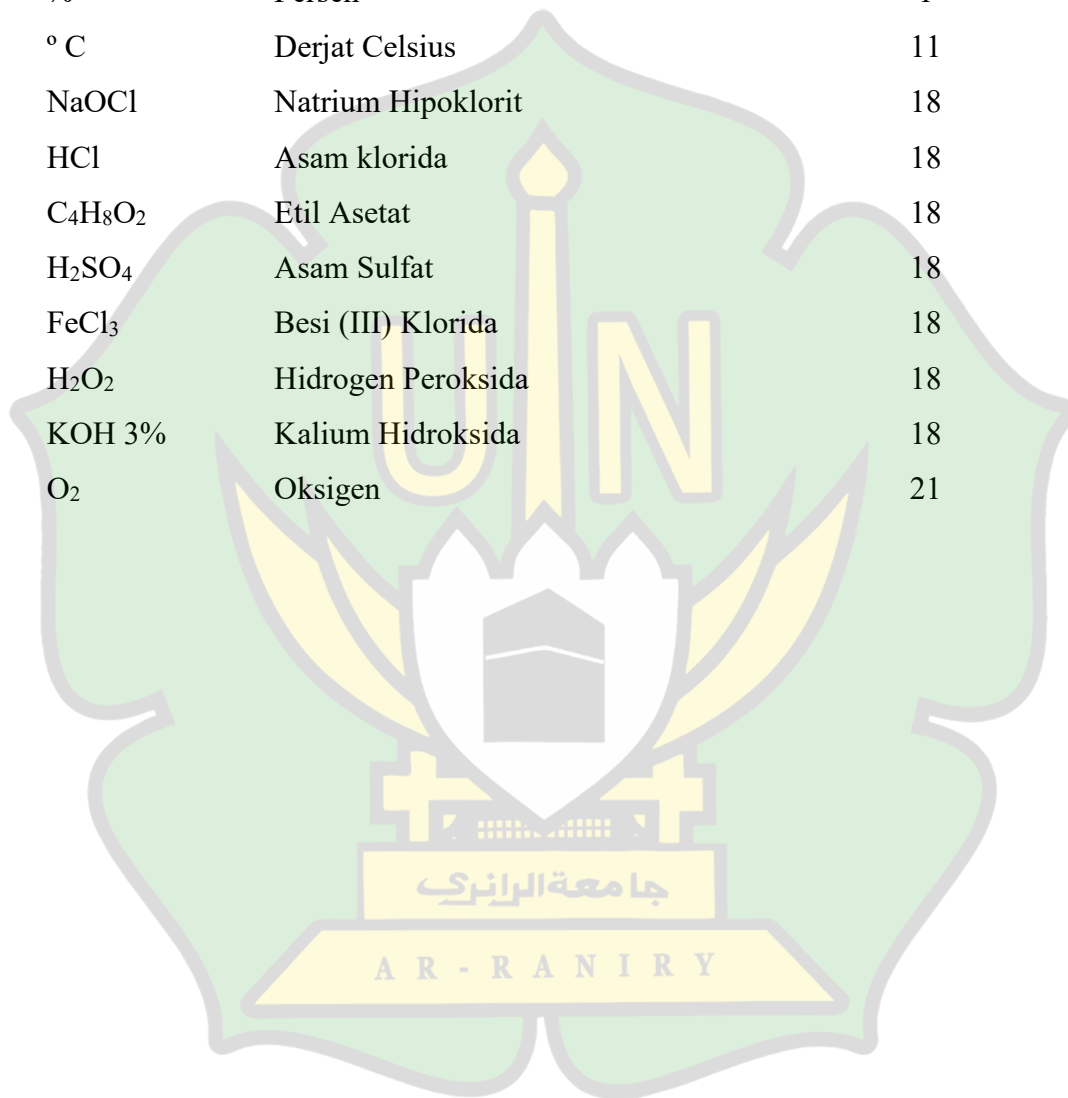 º C Derjat Celsius 11
NaOCl Natrium Hipoklorit 18
HCl Asam klorida 18
C₄H₈O₂ Etil Asetat 18
H₂SO₄ Asam Sulfat 18
FeCl₃ Besi (III) Klorida 18
H₂O₂ Hidrogen Peroksida 18
KOH 3% Kalium Hidroksida 18
O₂ Oksigen 21
UIN
جامعة الرانري
AR-RANIRY